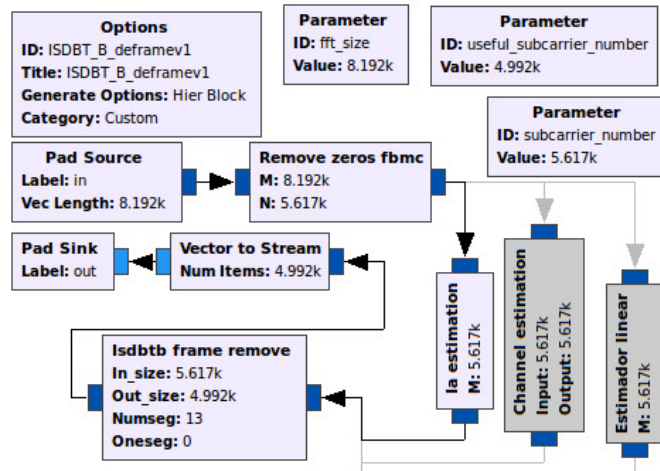 Options
ID: ISDBT_B_deframev1
Title: ISDBT_B_deframev1
Generate Options: Hier Block
Category: Custom
Parameter
ID: fft_size
Value: 8.192k
Parameter
ID: useful_subcarrier_number
Value: 4.992k
Parameter
ID: subcarrier_number
Value: 5.617k
Pad Source
Label: in
Vec Length: 8.192k
Remove zeros fbmc
M: 8.192k
N: 5.617k
Pad Sink
Label: out
Vector to Stream
Num Items: 4.992k
Isdbtb frame remove
In_size: 5.617k
Out_size: 4.992k
Numseg: 13
Oneseg: 0
Ia estimation
M: 5.617k
Channel estimation
Input: 5.617k
Output: 5.617k
Estimador linear
M: 5.617k